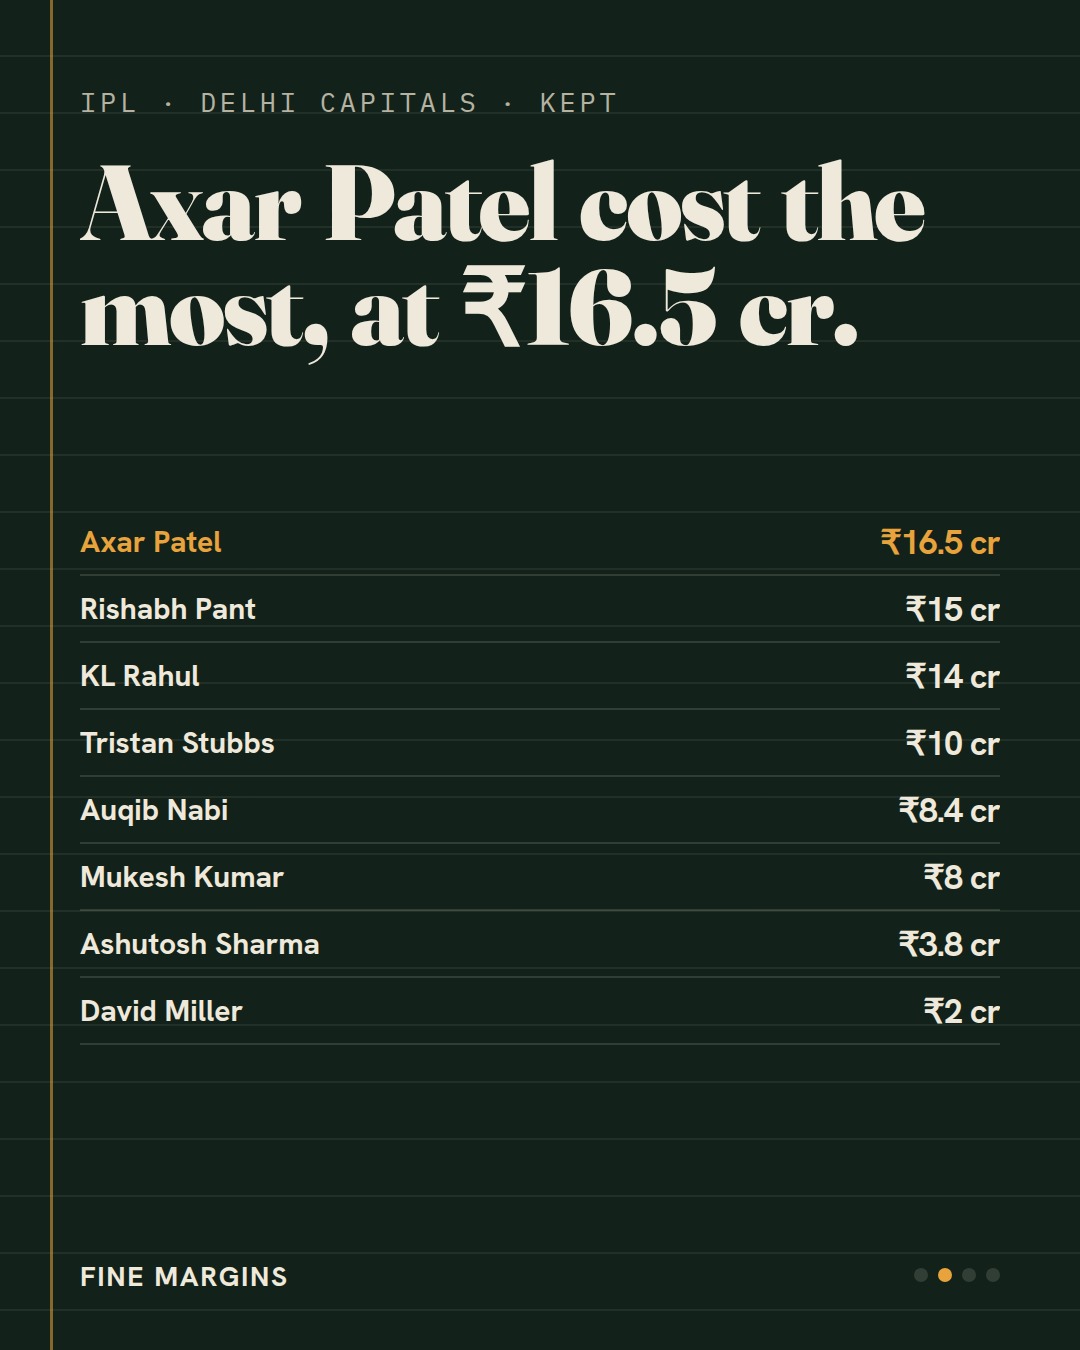 IPL · DELHI CAPITALS · KEPT
Axar Patel cost the
most, at ₹16.5 cr.
Axar Patel ₹16.5 cr
Rishabh Pant ₹15 cr
KL Rahul ₹14 cr
Tristan Stubbs ₹10 cr
Auqib Nabi ₹8.4 cr
Mukesh Kumar ₹8 cr
Ashutosh Sharma ₹3.8 cr
David Miller ₹2 cr
FINE MARGINS